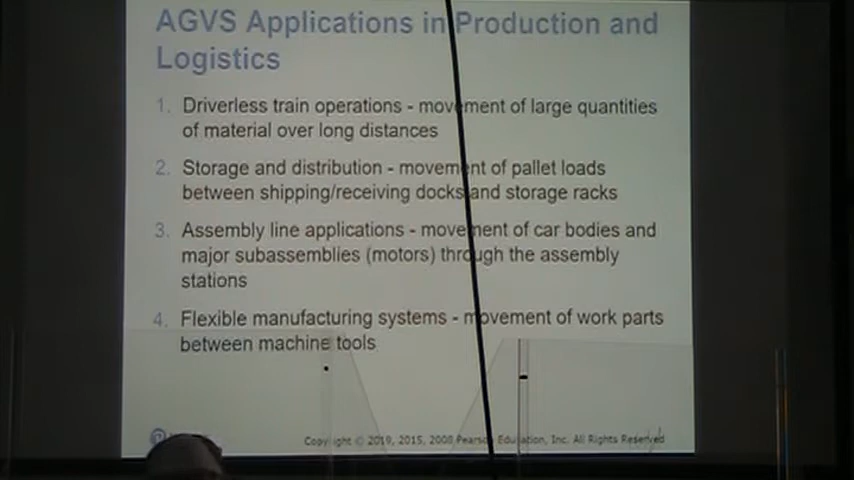 AGVS Applications in Production and
Logistics
1. Driverless train operations - movement of large quantities
of material over long distances
2. Storage and distribution - movement of pallet loads
between shipping/receiving docks and storage racks
3. Assembly line applications - movement of car bodies and
major subassemblies (motors) through the assembly
stations
4. Flexible manufacturing systems - movement of work parts
between machine tools
Copyright © 2019, 2015, 2008 Pearson Education, Inc. All Rights Reserved